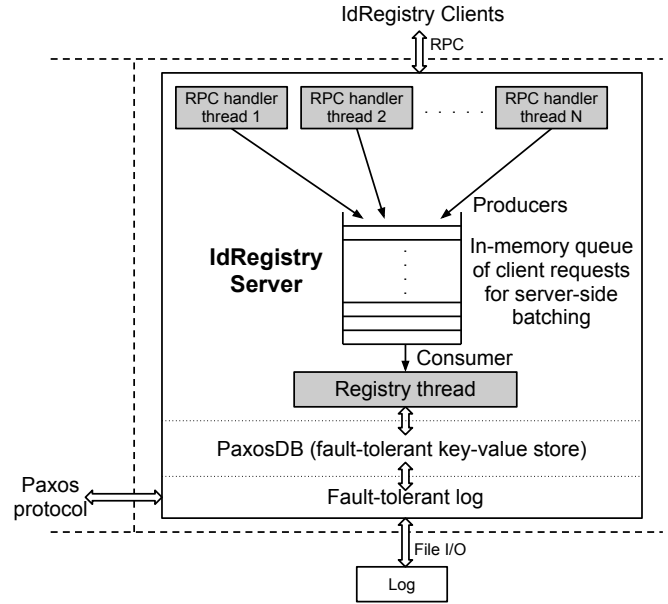 IdRegistry Clients
RPC
RPC handler
thread 1
RPC handler
thread 2
. . . . .
RPC handler
thread N
Producers
IdRegistry
Server
In-memory queue
of client requests
for server-side
batching
Consumer
Registry thread
PaxosDB (fault-tolerant key-value store)
Paxos
protocol
Fault-tolerant log
File I/O
Log